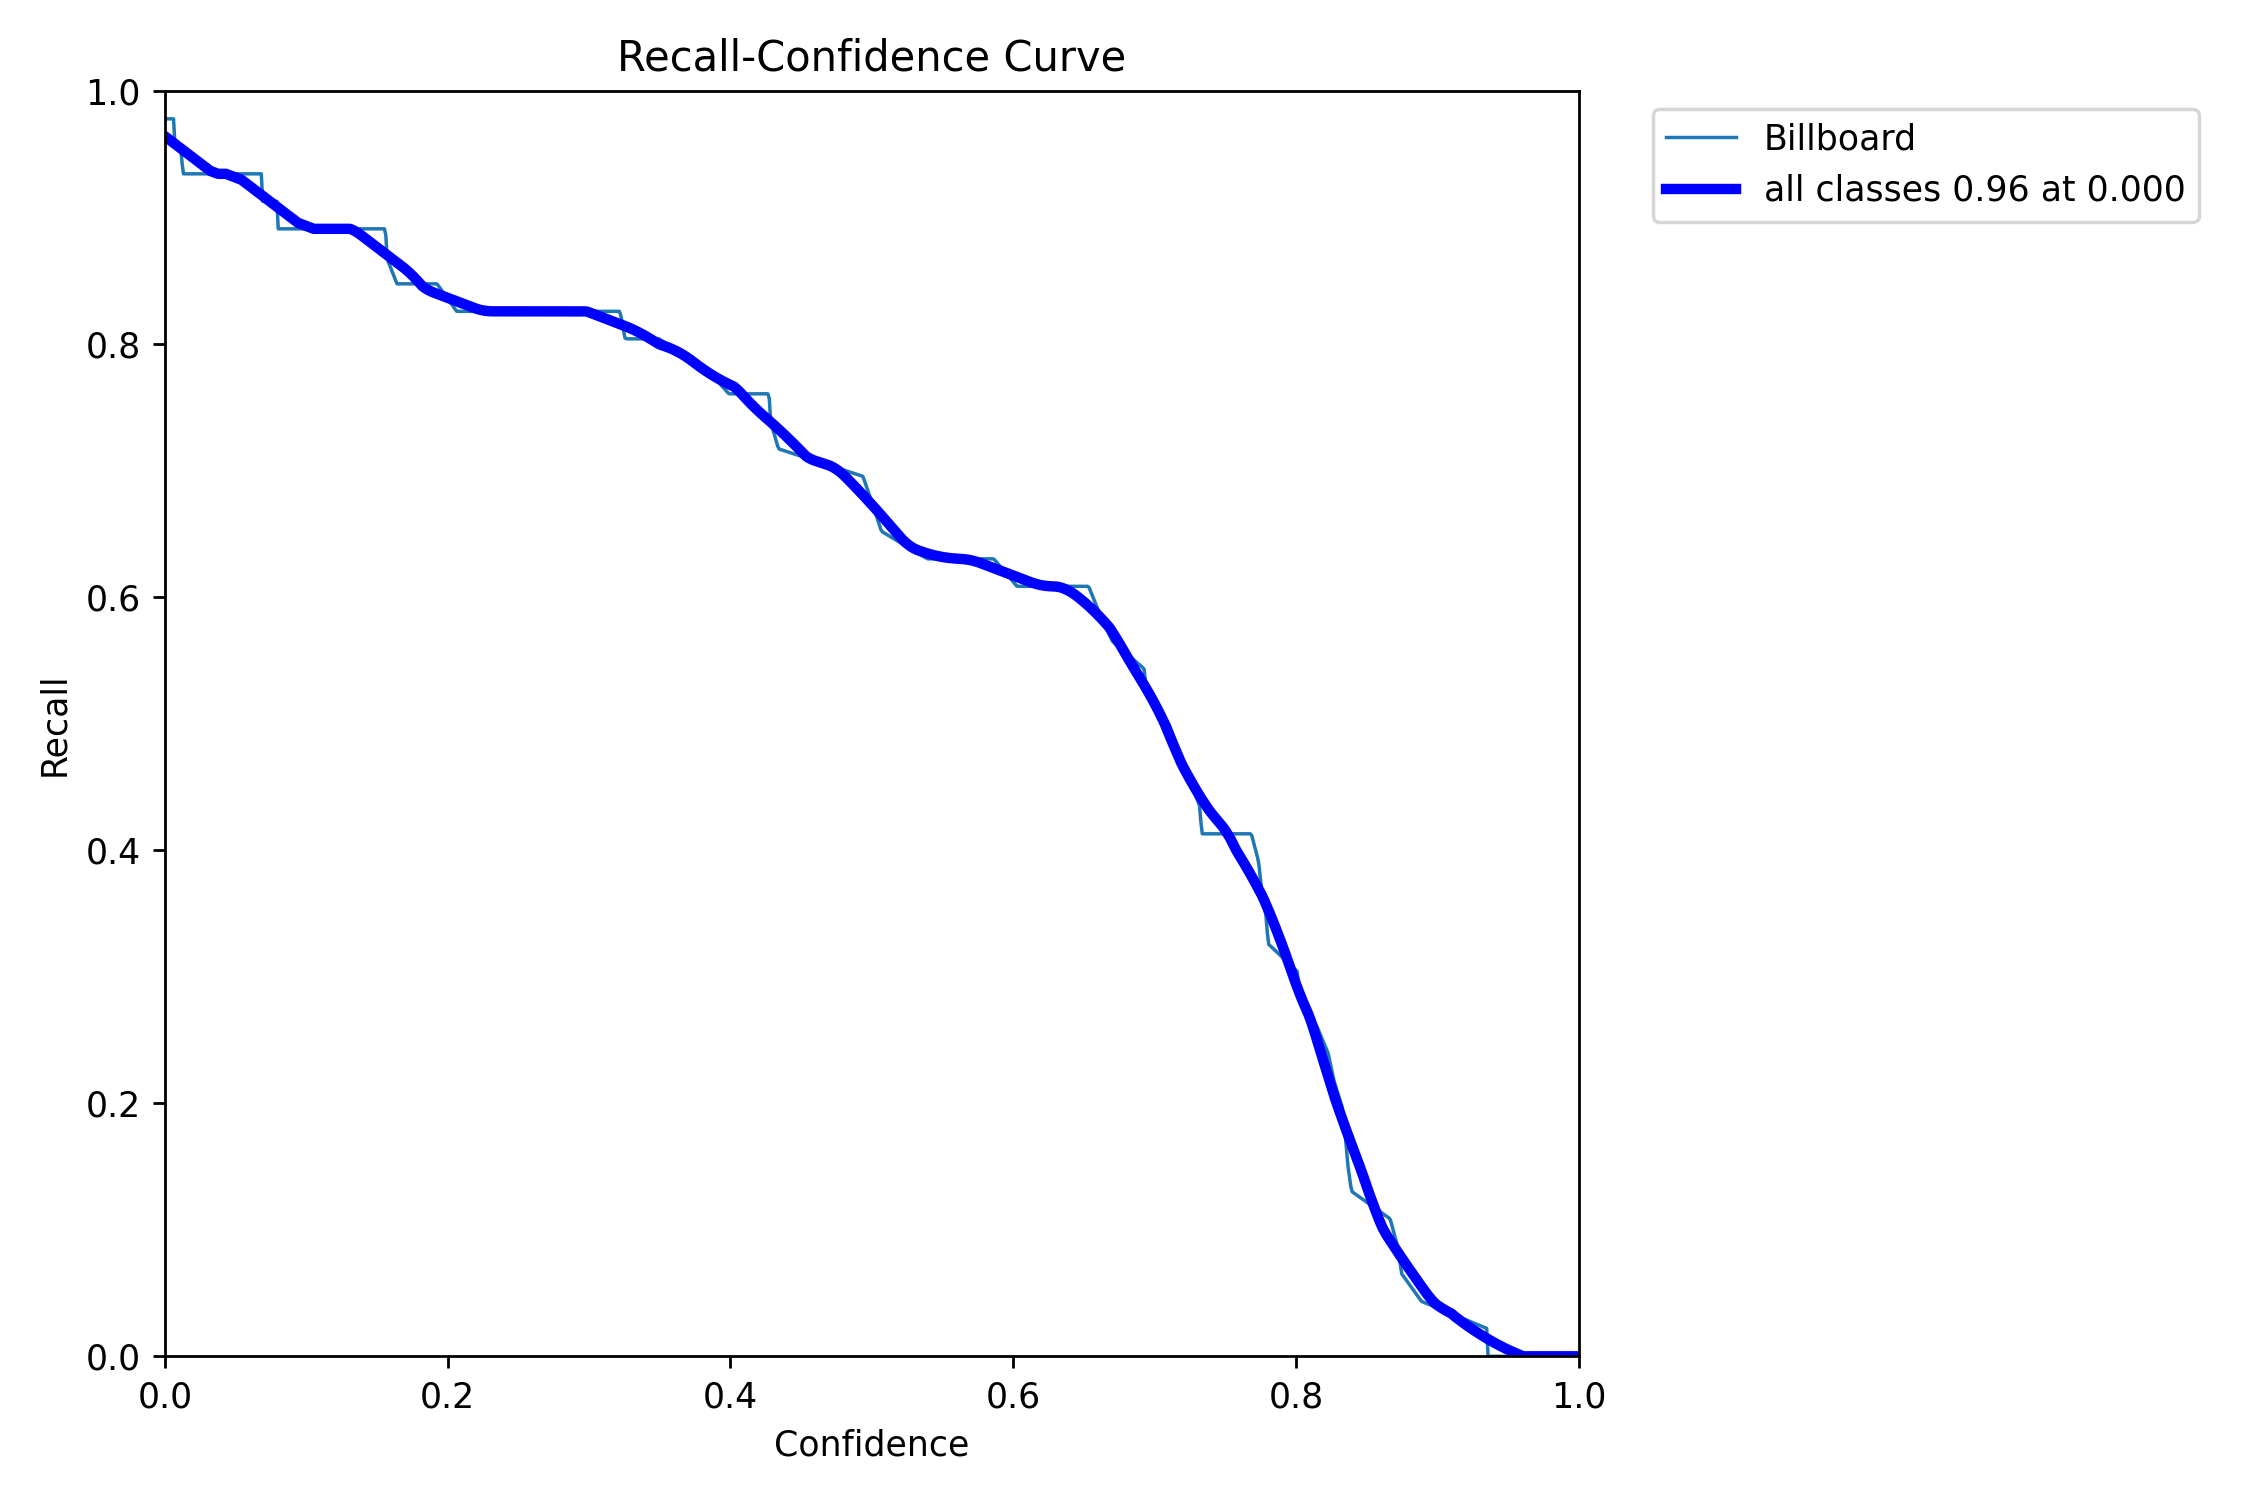 Recall-Confidence Curve
Billboard
all classes 0.96 at 0.000
1.0
0.8
0.6
0.4
0.2
0.0
Recall
0.0 0.2 0.4 0.6 0.8 1.0
Confidence